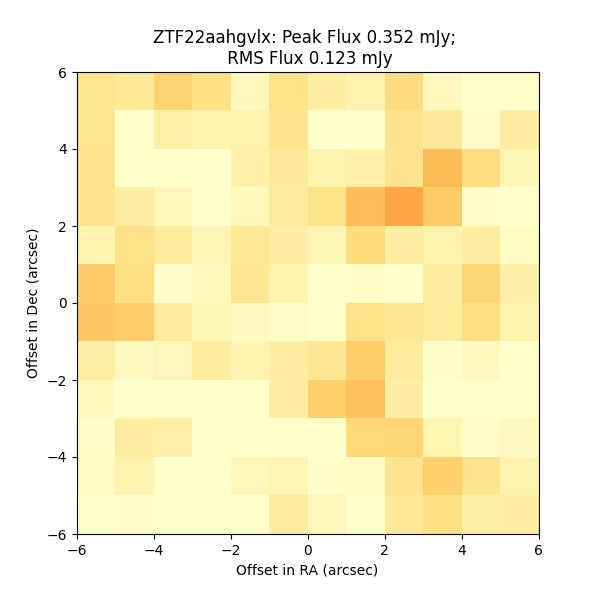 ZTF22aahgvlx: Peak Flux 0.352 mJy;
RMS Flux 0.123 mJy
6
4
2
0
−2
−4
−6
Offset in Dec (arcsec)
−6 −4 −2 0 2 4 6
Offset in RA (arcsec)